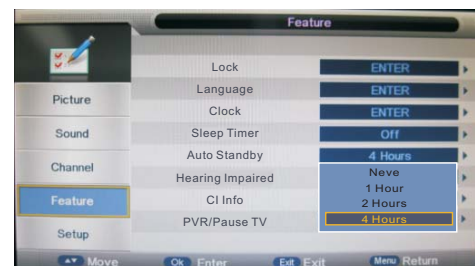 Feature
Lock ENTER
Language ENTER
Picture
Clock ENTER
Sound
Sleep Timer Off
Auto Standby 4 Hours
Channel
Neve
Hearing Impaired
1 Hour
Feature
CI Info
2 Hours
4 Hours
PVR/Pause TV
Setup
Move Ok Enter Exit Exit Menu Return